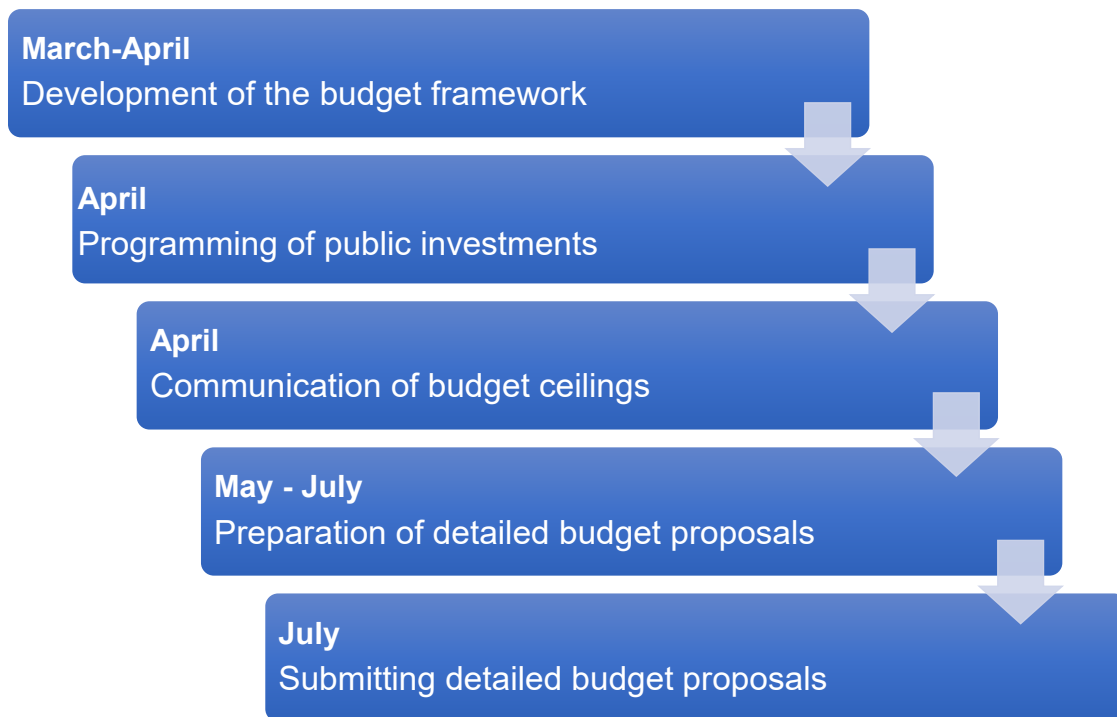 March-April
Development of the budget framework
April
Programming of public investments
April
Communication of budget ceilings
May - July
Preparation of detailed budget proposals
July
Submitting detailed budget proposals